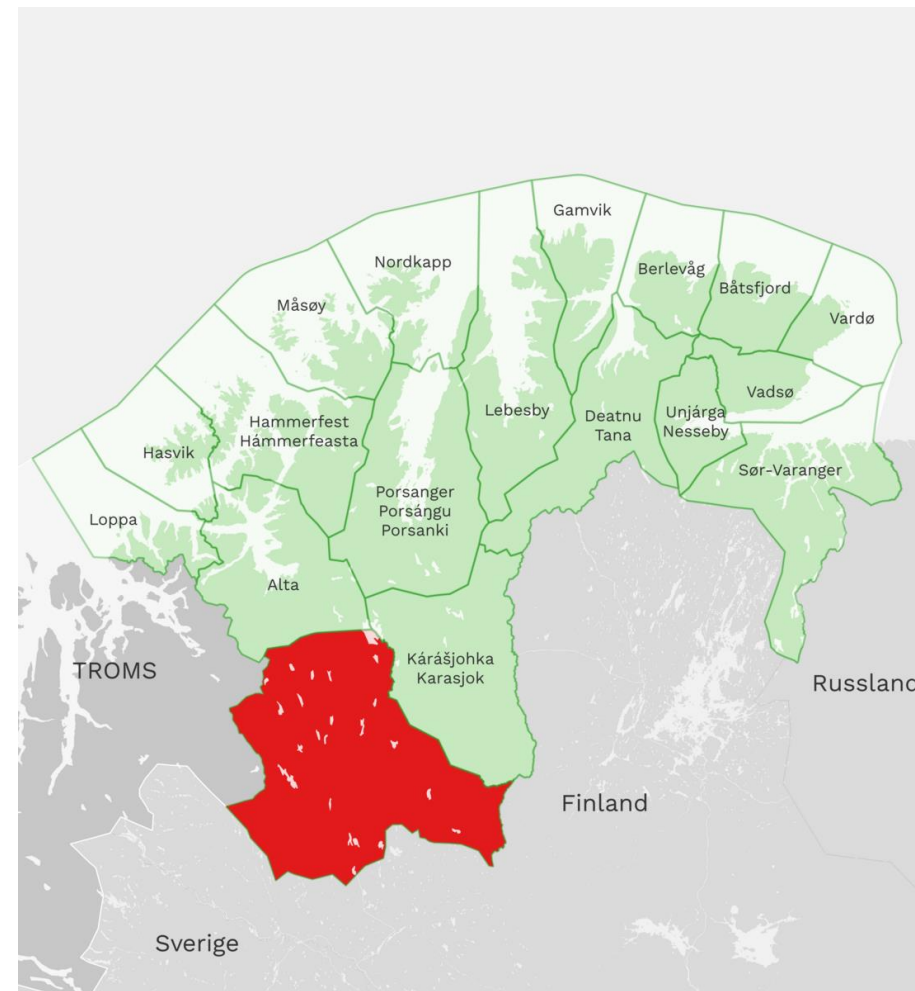 Gamvik
Nordkapp
Berlevåg
Båtsfjord
Måsøy
Vardø
Vadsø
Lebesby
Hammerfest
Hámmerfeasta
Deatnu
Tana
Unjárga
Nesseby
Hasvik
Sør-Varanger
Porsanger
Porsáŋgu
Porsanki
Loppa
Alta
Kárášjohka
Karasjok
TROMS
Russland
Finland
Sverige